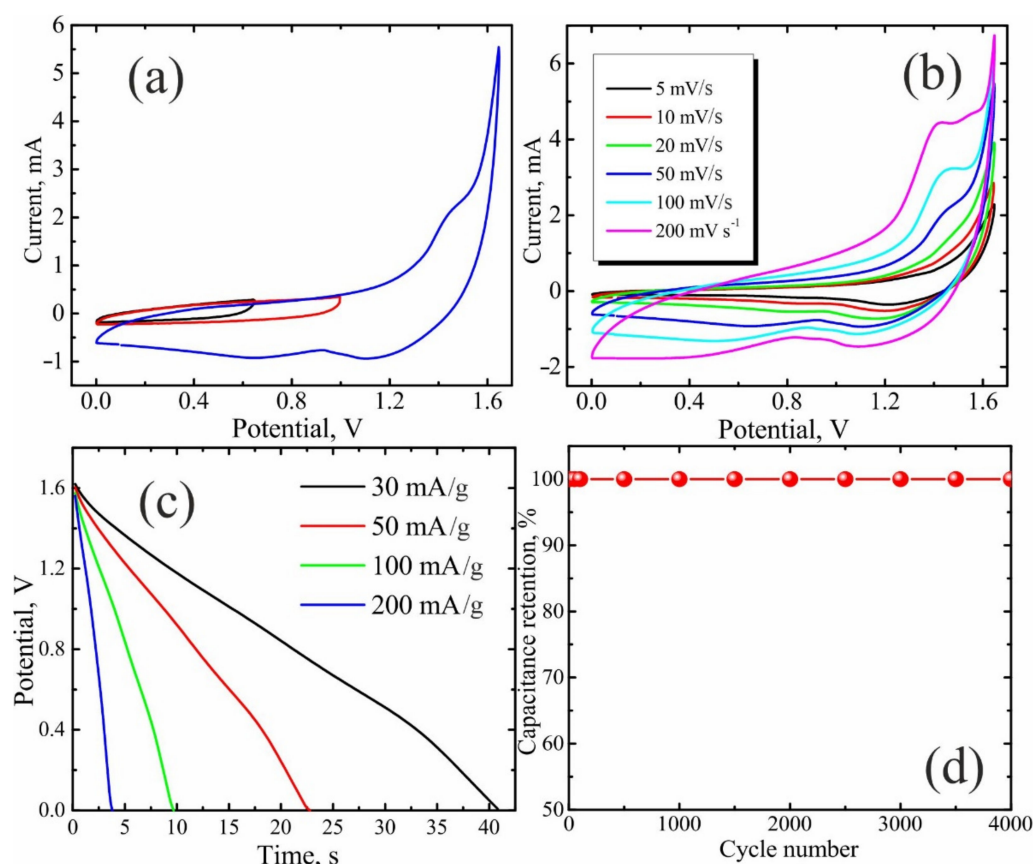 (a)
Current, mA
6
5
4
3
2
1
0
−1
0.0 0.4 0.8 1.2 1.6
Potential, V
(b)
5 mV/s
10 mV/s
20 mV/s
50 mV/s
100 mV/s
200 mV s⁻¹
Current, mA
6
4
2
0
−2
0.0 0.4 0.8 1.2 1.6
Potential, V
(c)
30 mA/g
50 mA/g
100 mA/g
200 mA/g
Potential, V
1.6
1.2
0.8
0.4
0.0
0 5 10 15 20 25 30 35 40
Time, s
Capacitance retention, %
100
90
80
70
60
50
(d)
0 1000 2000 3000 4000
Cycle number